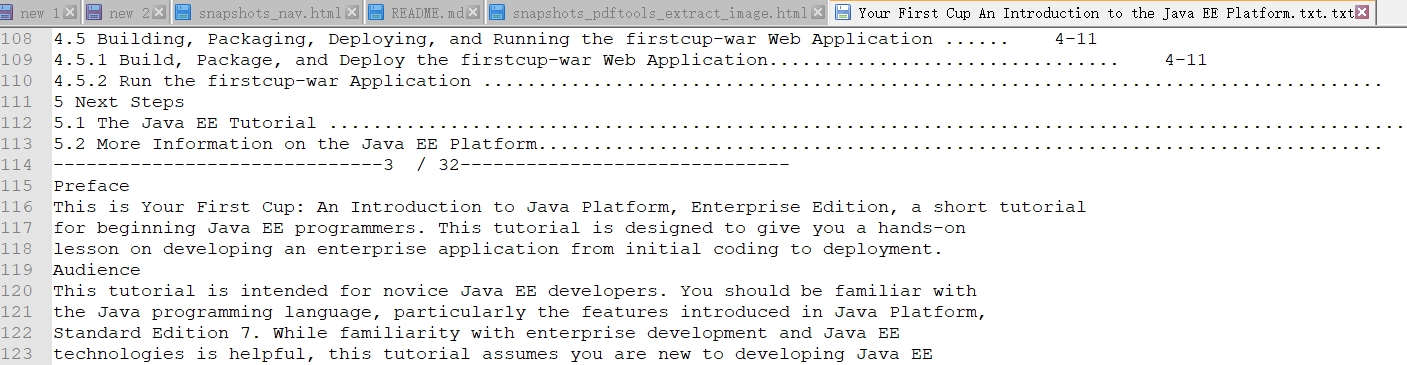 new 1 new 2 snapshots_nav.html README.md snapshots_pdftools_extract_image.html Your First Cup An Introduction to the Java EE Platform.txt.txt
108 4.5 Building, Packaging, Deploying, and Running the firstcup-war Web Application ...... 4-11
109 4.5.1 Build, Package, and Deploy the firstcup-war Web Application................................ 4-11
110 4.5.2 Run the firstcup-war Application ..................................................................................
111 5 Next Steps
112 5.1 The Java EE Tutorial ..................................................................................................
113 5.2 More Information on the Java EE Platform.............................................................................
114 ------------------------------3 / 32------------------------------
115 Preface
116 This is Your First Cup: An Introduction to Java Platform, Enterprise Edition, a short tutorial
117 for beginning Java EE programmers. This tutorial is designed to give you a hands-on
118 lesson on developing an enterprise application from initial coding to deployment.
119 Audience
120 This tutorial is intended for novice Java EE developers. You should be familiar with
121 the Java programming language, particularly the features introduced in Java Platform,
122 Standard Edition 7. While familiarity with enterprise development and Java EE
123 technologies is helpful, this tutorial assumes you are new to developing Java EE